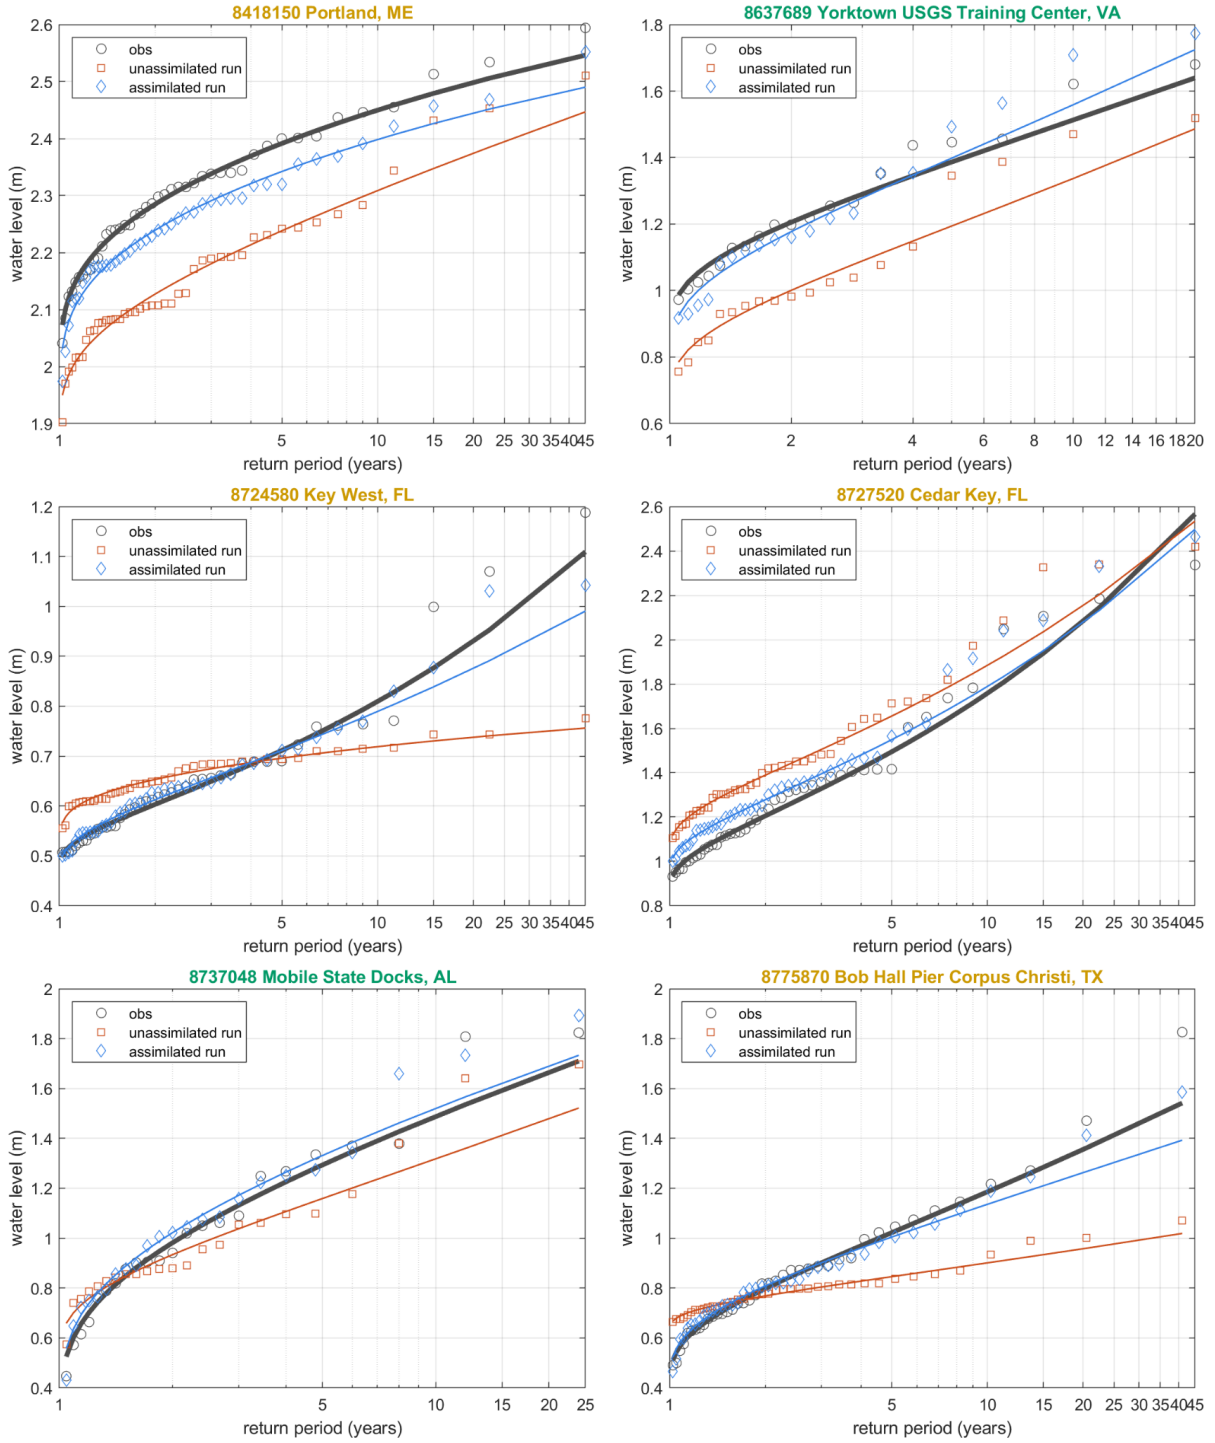 8418150 Portland, ME
2.6
2.5
2.4
2.3
2.2
2.1
2
1.9
water level (m)
obs
unassimilated run
assimilated run
1 5 10 15 20 25 30 35 40 45
return period (years)
8637689 Yorktown USGS Training Center, VA
1.8
1.6
1.4
1.2
1
0.8
0.6
water level (m)
obs
unassimilated run
assimilated run
1 2 4 6 8 10 12 14 16 18 20
return period (years)
8724580 Key West, FL
1.2
1.1
1
0.9
0.8
0.7
0.6
0.5
0.4
water level (m)
obs
unassimilated run
assimilated run
1 5 10 15 20 25 30 35 40 45
return period (years)
8727520 Cedar Key, FL
2.6
2.4
2.2
2
1.8
1.6
1.4
1.2
1
0.8
water level (m)
obs
unassimilated run
assimilated run
1 5 10 15 20 25 30 35 40 45
return period (years)
8737048 Mobile State Docks, AL
2
1.8
1.6
1.4
1.2
1
0.8
0.6
0.4
water level (m)
obs
unassimilated run
assimilated run
1 5 10 15 20 25
return period (years)
8775870 Bob Hall Pier Corpus Christi, TX
2
1.8
1.6
1.4
1.2
1
0.8
0.6
0.4
water level (m)
obs
unassimilated run
assimilated run
1 5 10 15 20 25 30 35 40 45
return period (years)